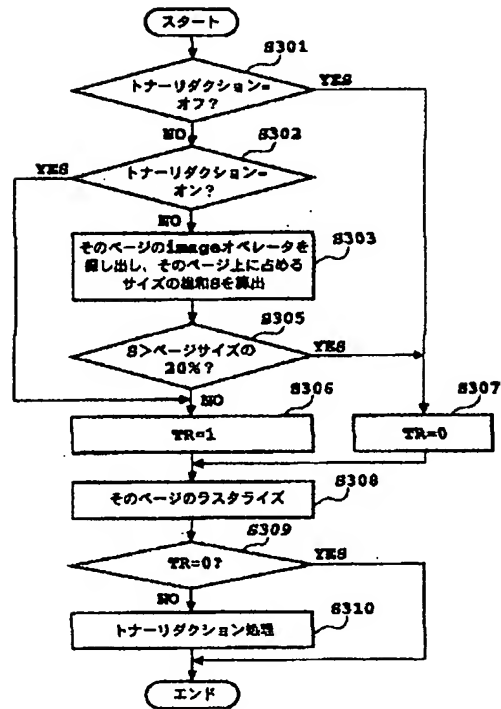 スタート
S301
トナーリダクション=
オフ?
YES
NO
S302
YES
トナーリダクション=
オン?
NO
S303
そのページのimageオペレータを
探し出し、そのページ上に占める
サイズの総和Sを算出
S305
S>ページサイズの
20%?
YES
NO
S306
TR=1
S307
TR=0
S308
そのページのラスタライズ
S309
TR=0?
YES
NO
S310
トナーリダクション処理
エンド